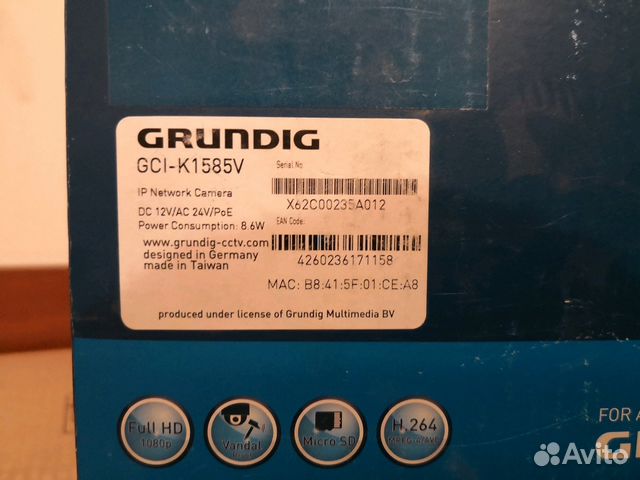 GRUNDIG
GCI-K1585V
Serial No
IP Network Camera
X62C00235A012
DC 12V/AC 24V/PoE
Power Consumption: 8.6W
EAN Code:
www.grundig-cctv.com
designed in Germany
made in Taiwan
4260236171158
MAC: B8:41:5F:01:CE:A8
produced under license of Grundig Multimedia BV
Full HD
1080p
Vandal
Micro SD
H.264
FOR A
Avito